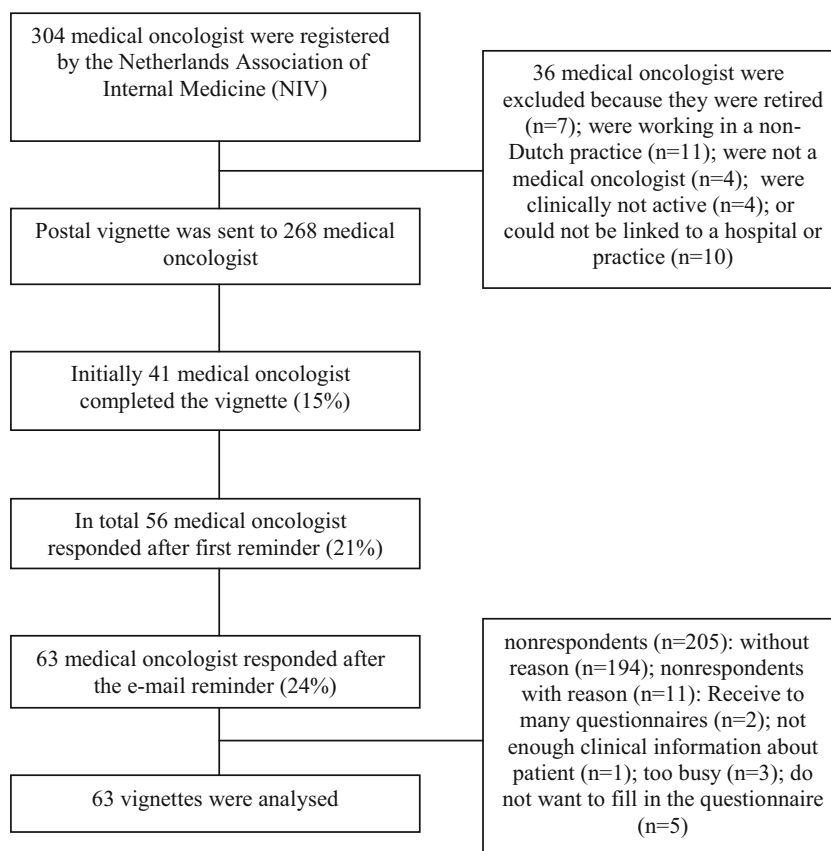 304 medical oncologist were registered
by the Netherlands Association of
Internal Medicine (NIV)
36 medical oncologist were
excluded because they were retired
(n=7); were working in a non-
Dutch practice (n=11); were not a
medical oncologist (n=4); were
clinically not active (n=4); or
could not be linked to a hospital or
practice (n=10)
Postal vignette was sent to 268 medical
oncologist
Initially 41 medical oncologist
completed the vignette (15%)
In total 56 medical oncologist
responded after first reminder (21%)
63 medical oncologist responded after
the e-mail reminder (24%)
nonrespondents (n=205): without
reason (n=194); nonrespondents
with reason (n=11): Receive to
many questionnaires (n=2); not
enough clinical information about
patient (n=1); too busy (n=3); do
not want to fill in the questionnaire
(n=5)
63 vignettes were analysed